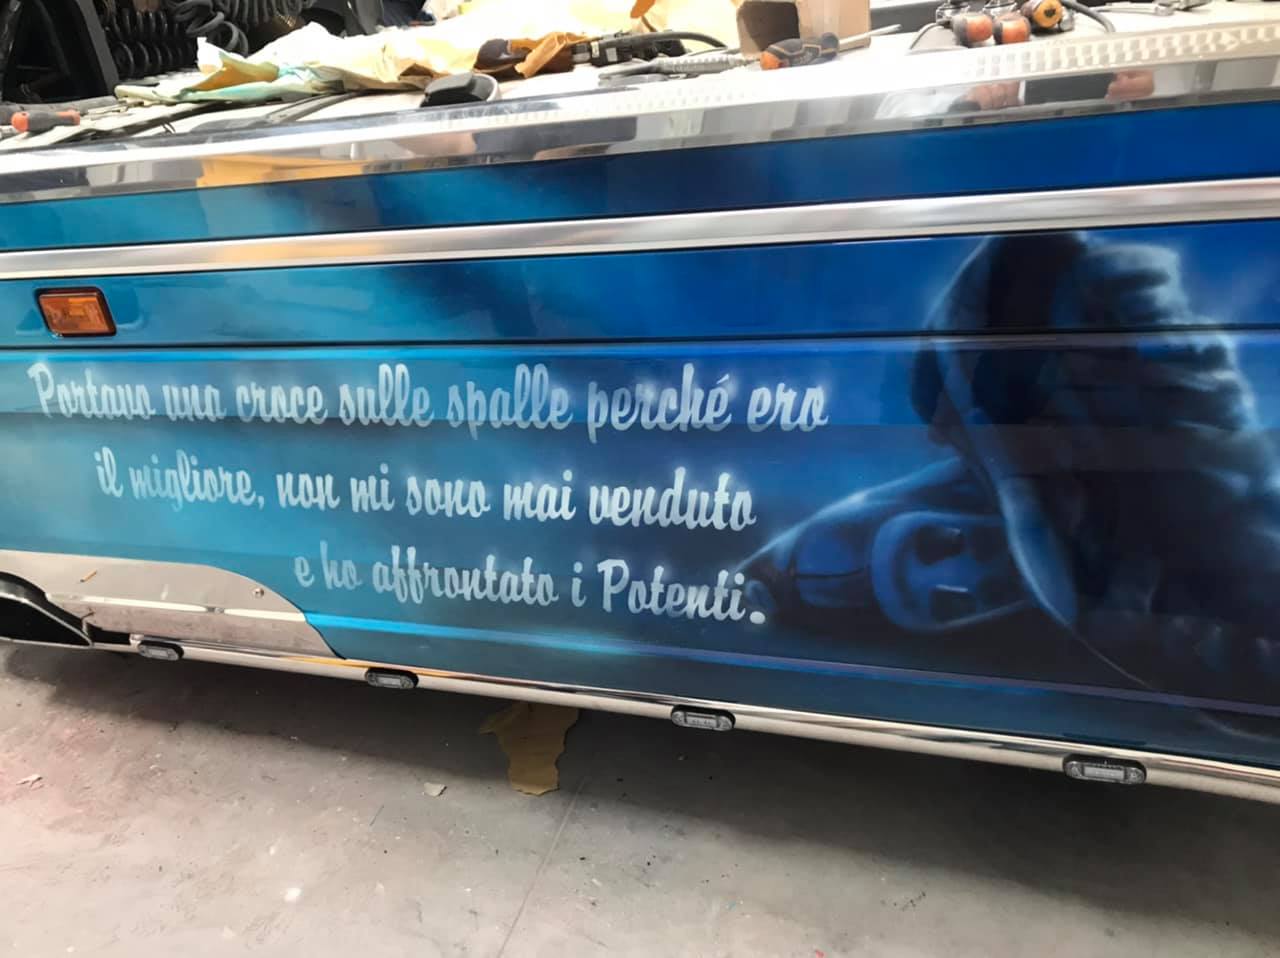 Portavo una croce sulle spalle perché ero
il migliore, non mi sono mai venduto
e ho affrontato i Potenti.